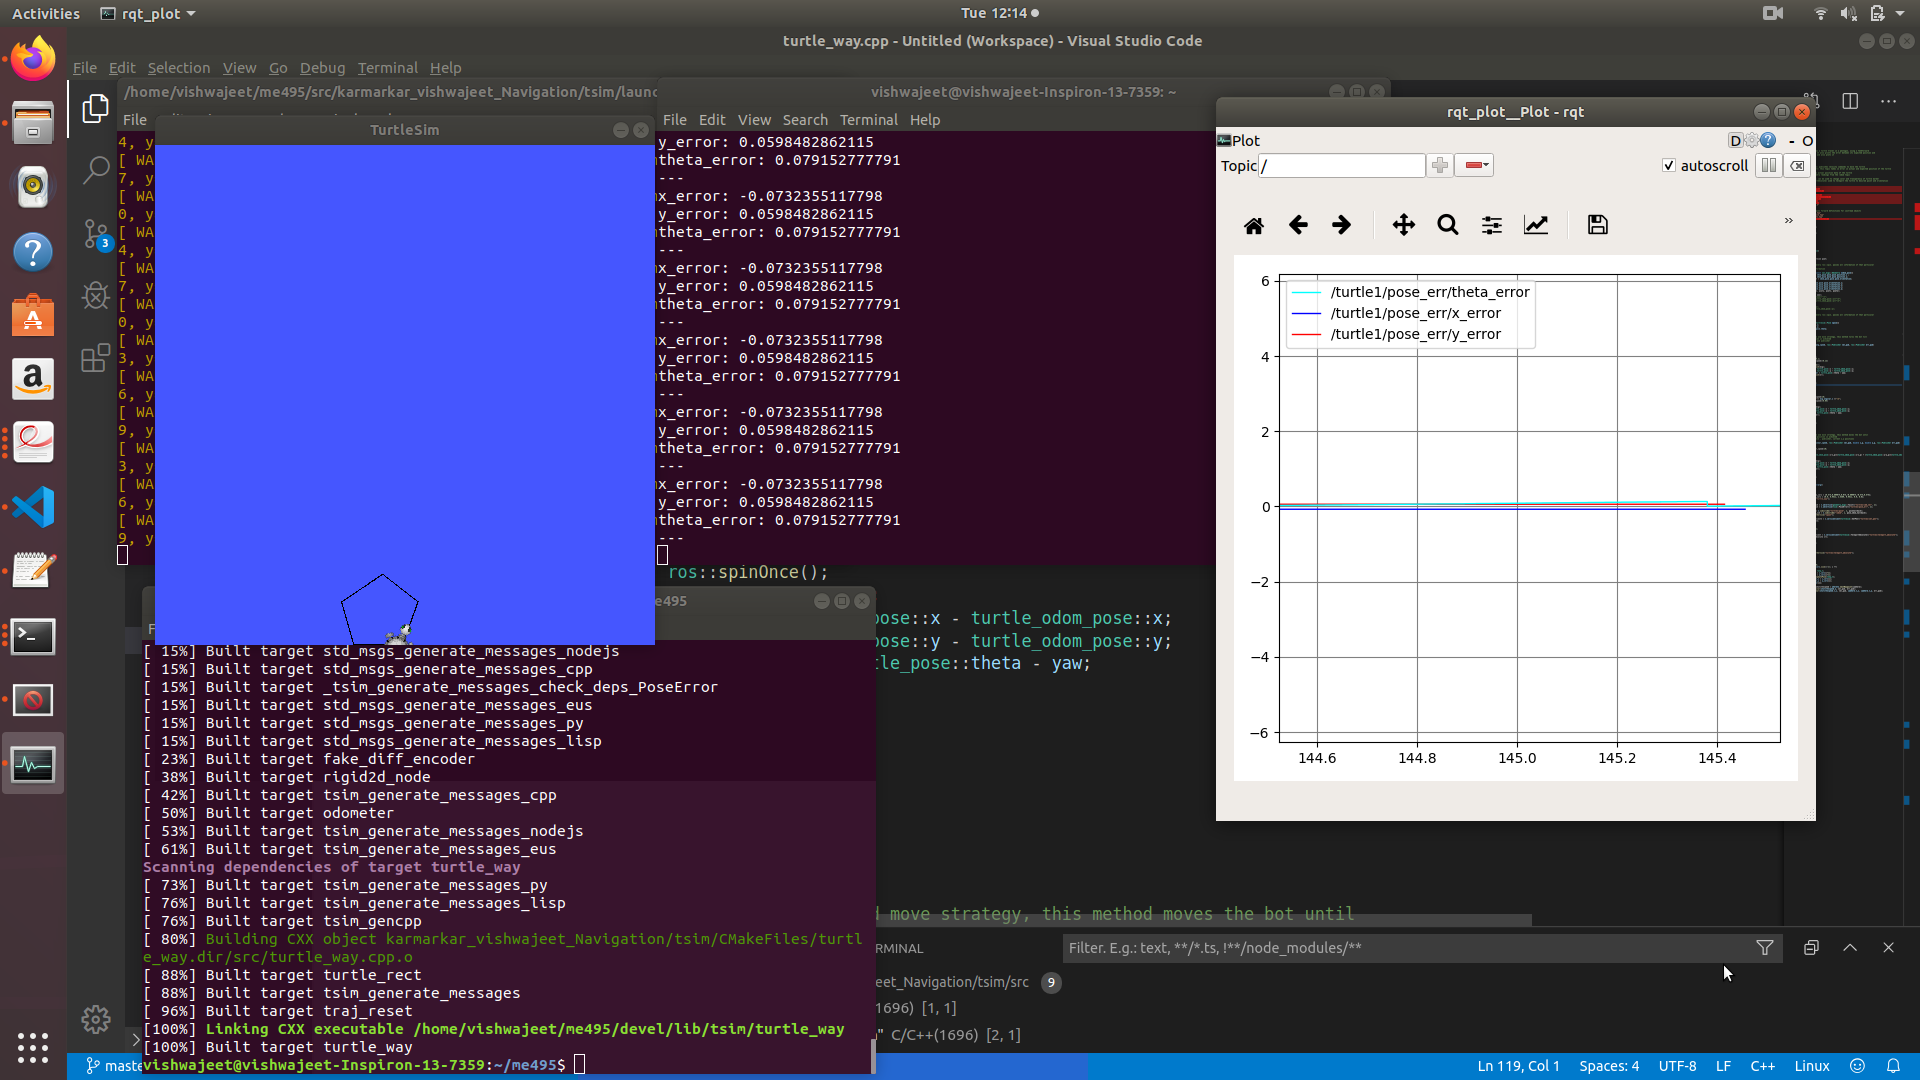 Activities rqt_plot Tue 12:14
turtle_way.cpp - Untitled (Workspace) - Visual Studio Code
File Edit Selection View Go Debug Terminal Help
/home/vishwajeet/me495/src/karmarkar_vishwajeet_Navigation/tsim/launc
vishwajeet@vishwajeet-Inspiron-13-7359: ~
File
File Edit View Search Terminal Help
TurtleSim
4, y
[ WA
7, y
[ WA
0, y
[ WA
4, y
[ WA
7, y
[ WA
0, y
[ WA
3, y
[ WA
6, y
[ WA
9, y
[ WA
3, y
[ WA
6, y
[ WA
9, y
y_error: 0.0598482862115
theta_error: 0.079152777791
---
x_error: -0.0732355117798
y_error: 0.0598482862115
theta_error: 0.079152777791
---
x_error: -0.0732355117798
y_error: 0.0598482862115
theta_error: 0.079152777791
---
x_error: -0.0732355117798
y_error: 0.0598482862115
theta_error: 0.079152777791
---
x_error: -0.0732355117798
y_error: 0.0598482862115
theta_error: 0.079152777791
---
x_error: -0.0732355117798
y_error: 0.0598482862115
theta_error: 0.079152777791
---
rqt_plot__Plot - rqt
Plot D - O
Topic / autoscroll
/turtle1/pose_err/theta_error
/turtle1/pose_err/x_error
/turtle1/pose_err/y_error
6
4
2
0
−2
−4
−6
144.6 144.8 145.0 145.2 145.4
3
ros::spinOnce();
pose::x - turtle_odom_pose::x;
pose::y - turtle_odom_pose::y;
tle_pose::theta - yaw;
move strategy, this method moves the bot until
e495
[ 15%] Built target std_msgs_generate_messages_nodejs
[ 15%] Built target std_msgs_generate_messages_cpp
[ 15%] Built target _tsim_generate_messages_check_deps_PoseError
[ 15%] Built target std_msgs_generate_messages_eus
[ 15%] Built target std_msgs_generate_messages_py
[ 15%] Built target std_msgs_generate_messages_lisp
[ 23%] Built target fake_diff_encoder
[ 38%] Built target rigid2d_node
[ 42%] Built target tsim_generate_messages_cpp
[ 50%] Built target odometer
[ 53%] Built target tsim_generate_messages_nodejs
[ 61%] Built target tsim_generate_messages_eus
Scanning dependencies of target turtle_way
[ 73%] Built target tsim_generate_messages_py
[ 76%] Built target tsim_generate_messages_lisp
[ 76%] Built target tsim_gencpp
[ 80%] Building CXX object karmarkar_vishwajeet_Navigation/tsim/CMakeFiles/turtl
e_way.dir/src/turtle_way.cpp.o
[ 88%] Built target turtle_rect
[ 88%] Built target tsim_generate_messages
[ 96%] Built target traj_reset
[100%] Linking CXX executable /home/vishwajeet/me495/devel/lib/tsim/turtle_way
[100%] Built target turtle_way
vishwajeet@vishwajeet-Inspiron-13-7359:~/me495$
RMINAL Filter. E.g.: text, **/*.ts, !**/node_modules/**
eet_Navigation/tsim/src 9
1696) [1, 1]
" C/C++(1696) [2, 1]
maste
Ln 119, Col 1 Spaces: 4 UTF-8 LF C++ Linux